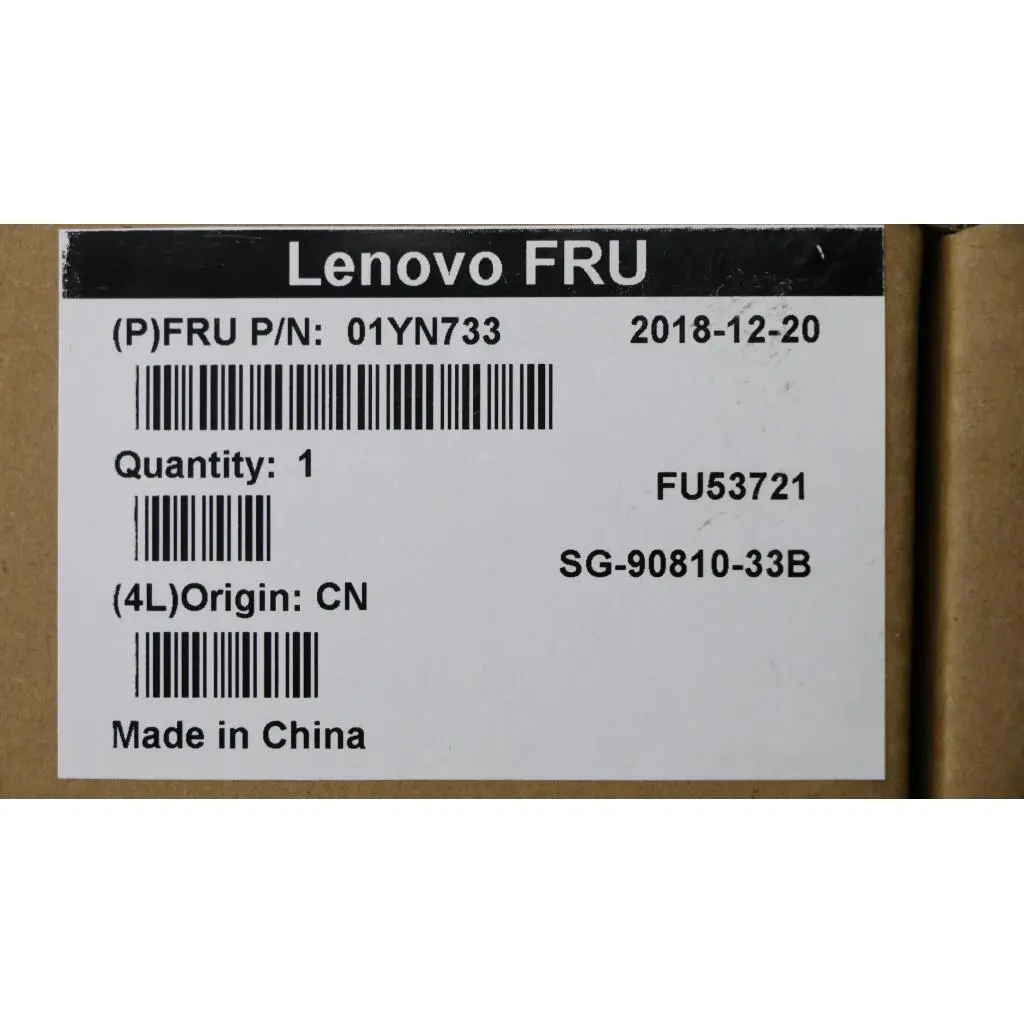 Lenovo FRU
(P)FRU P/N: 01YN733 2018-12-20
Quantity: 1
FU53721
SG-90810-33B
(4L)Origin: CN
Made in China